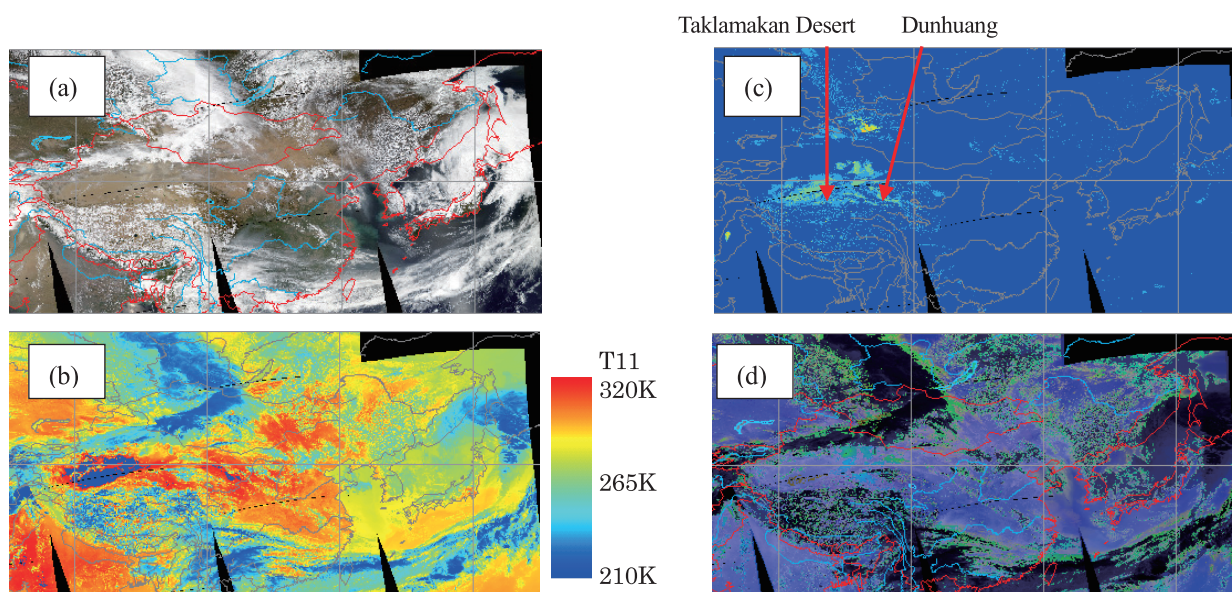 Taklamakan Desert Dunhuang
(a)
(c)
(b)
T11
320K
265K
210K
(d)